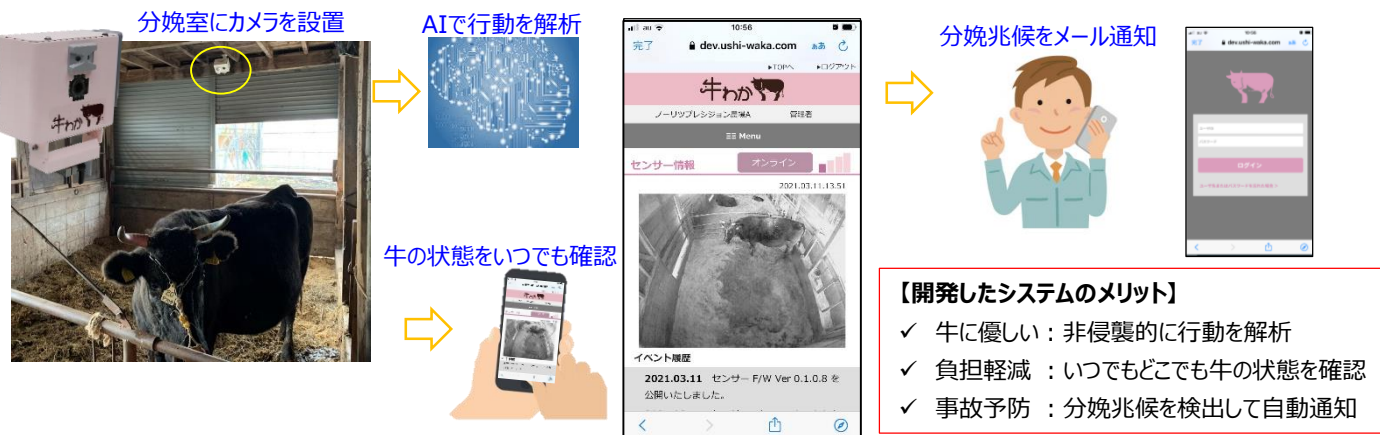 分娩室にカメラを設置
牛わか
AIで行動を解析
牛の状態をいつでも確認
au 10:56
完了 dev.ushi-waka.com ぁあ
▸TOPへ ▸ログアウト
牛わか
ノーリツプレシジョン農場A 管理者
Menu
センサー情報 オンライン
2021.03.11.13.51
イベント履歴
2021.03.11 センサー F/W Ver 0.1.0.8 を
公開いたしました。
分娩兆候をメール通知
完了 dev.ushi-waka.com
ログイン
【開発したシステムのメリット】
✓ 牛に優しい：非侵襲的に行動を解析
✓ 負担軽減 ：いつでもどこでも牛の状態を確認
✓ 事故予防 ：分娩兆候を検出して自動通知